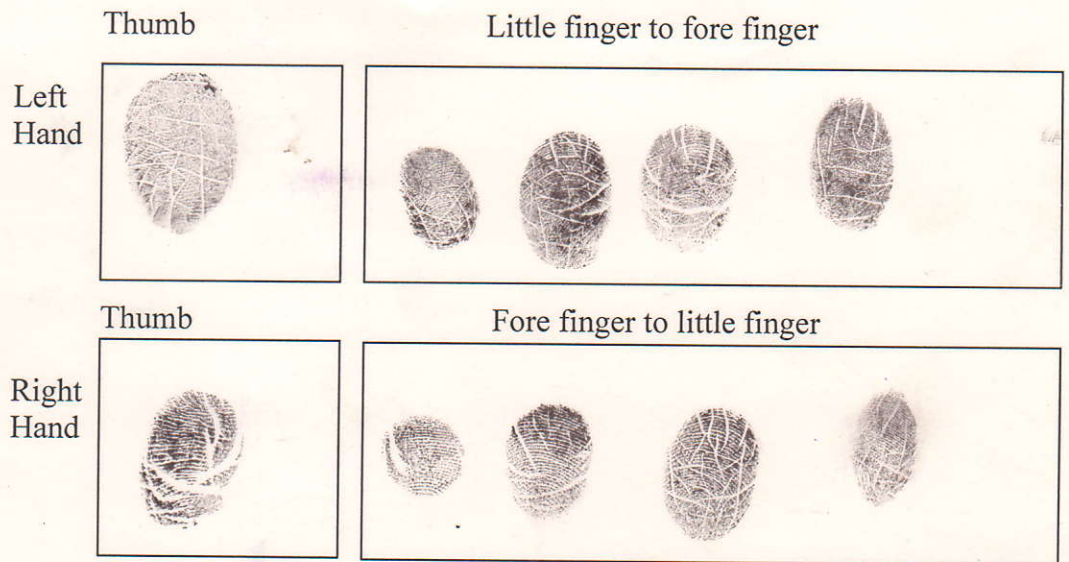 Thumb
Little finger to fore finger
Left
Hand
Thumb
Fore finger to little finger
Right
Hand